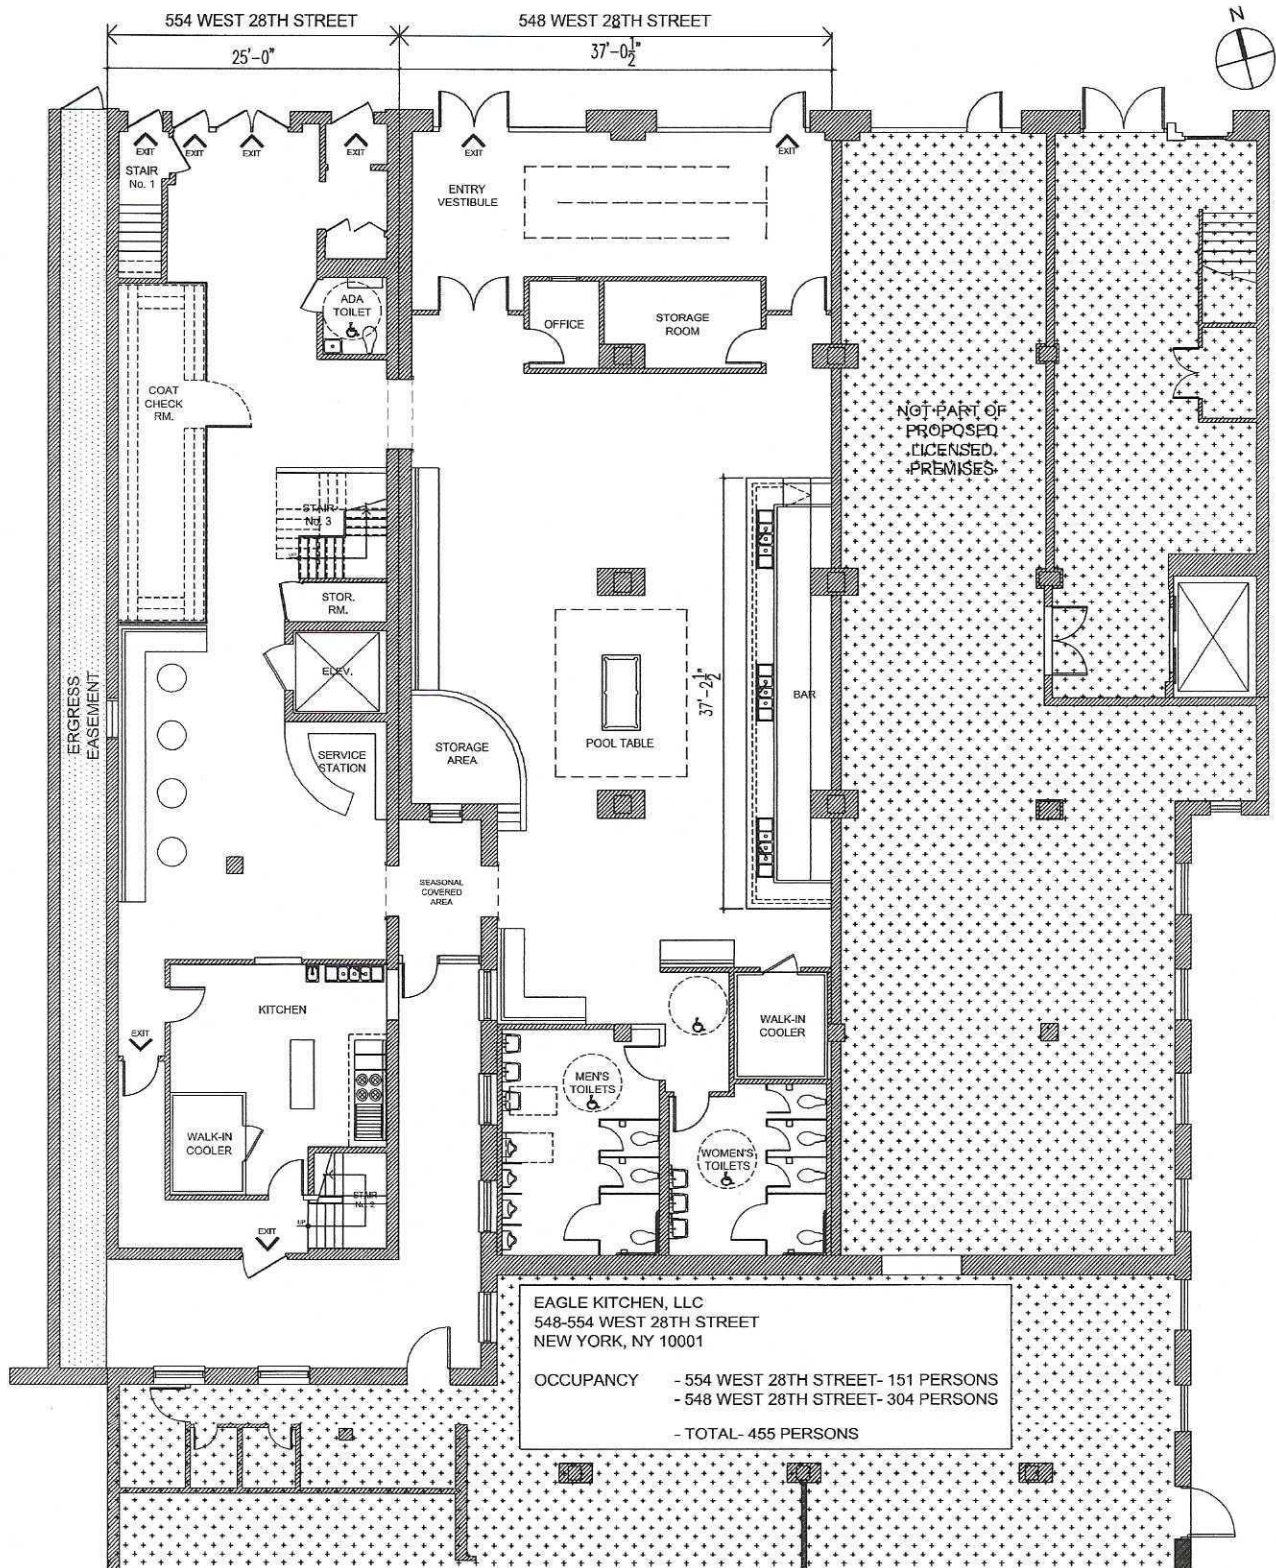 554 WEST 28TH STREET
548 WEST 28TH STREET
N
25'-0"
37'-0½"
EXIT
EXIT
EXIT
EXIT
EXIT
EXIT
STAIR
No. 1
ENTRY
VESTIBULE
ADA
TOILET
OFFICE
STORAGE
ROOM
COAT
CHECK
RM.
NOT PART OF
PROPOSED
LICENSED
PREMISES
STAIR
No. 3
UP
STOR.
RM.
ELEV.
ERGRESS
EASEMENT
37'-2½"
BAR
SERVICE
STATION
STORAGE
AREA
POOL TABLE
SEASONAL
COVERED
AREA
KITCHEN
EXIT
WALK-IN
COOLER
MEN'S
TOILETS
WALK-IN
COOLER
WOMEN'S
TOILETS
STAIR
No. 2
UP
EXIT
EAGLE KITCHEN, LLC
548-554 WEST 28TH STREET
NEW YORK, NY 10001
OCCUPANCY - 554 WEST 28TH STREET- 151 PERSONS
- 548 WEST 28TH STREET- 304 PERSONS
- TOTAL- 455 PERSONS